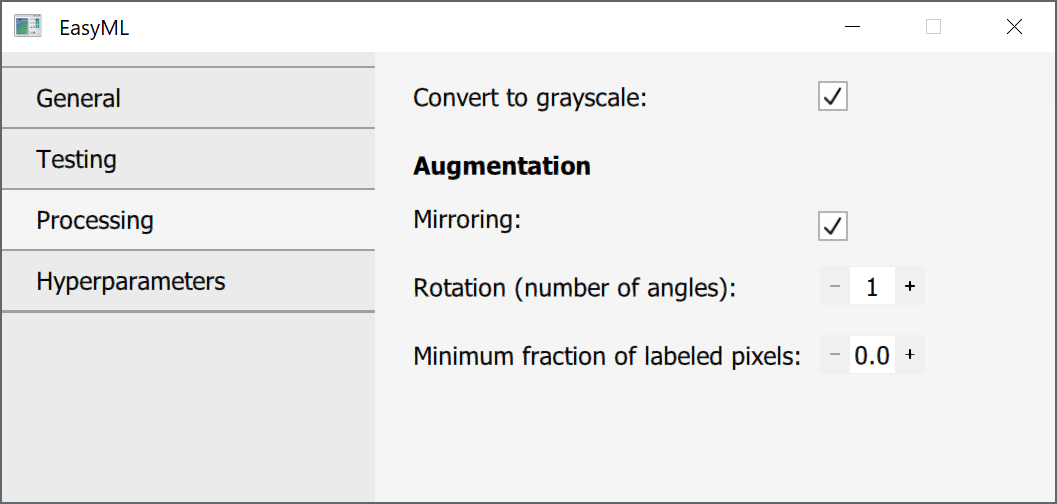 EasyML
General
Testing
Processing
Hyperparameters
Convert to grayscale:
Augmentation
Mirroring:
Rotation (number of angles): − 1 +
Minimum fraction of labeled pixels: − 0.0 +